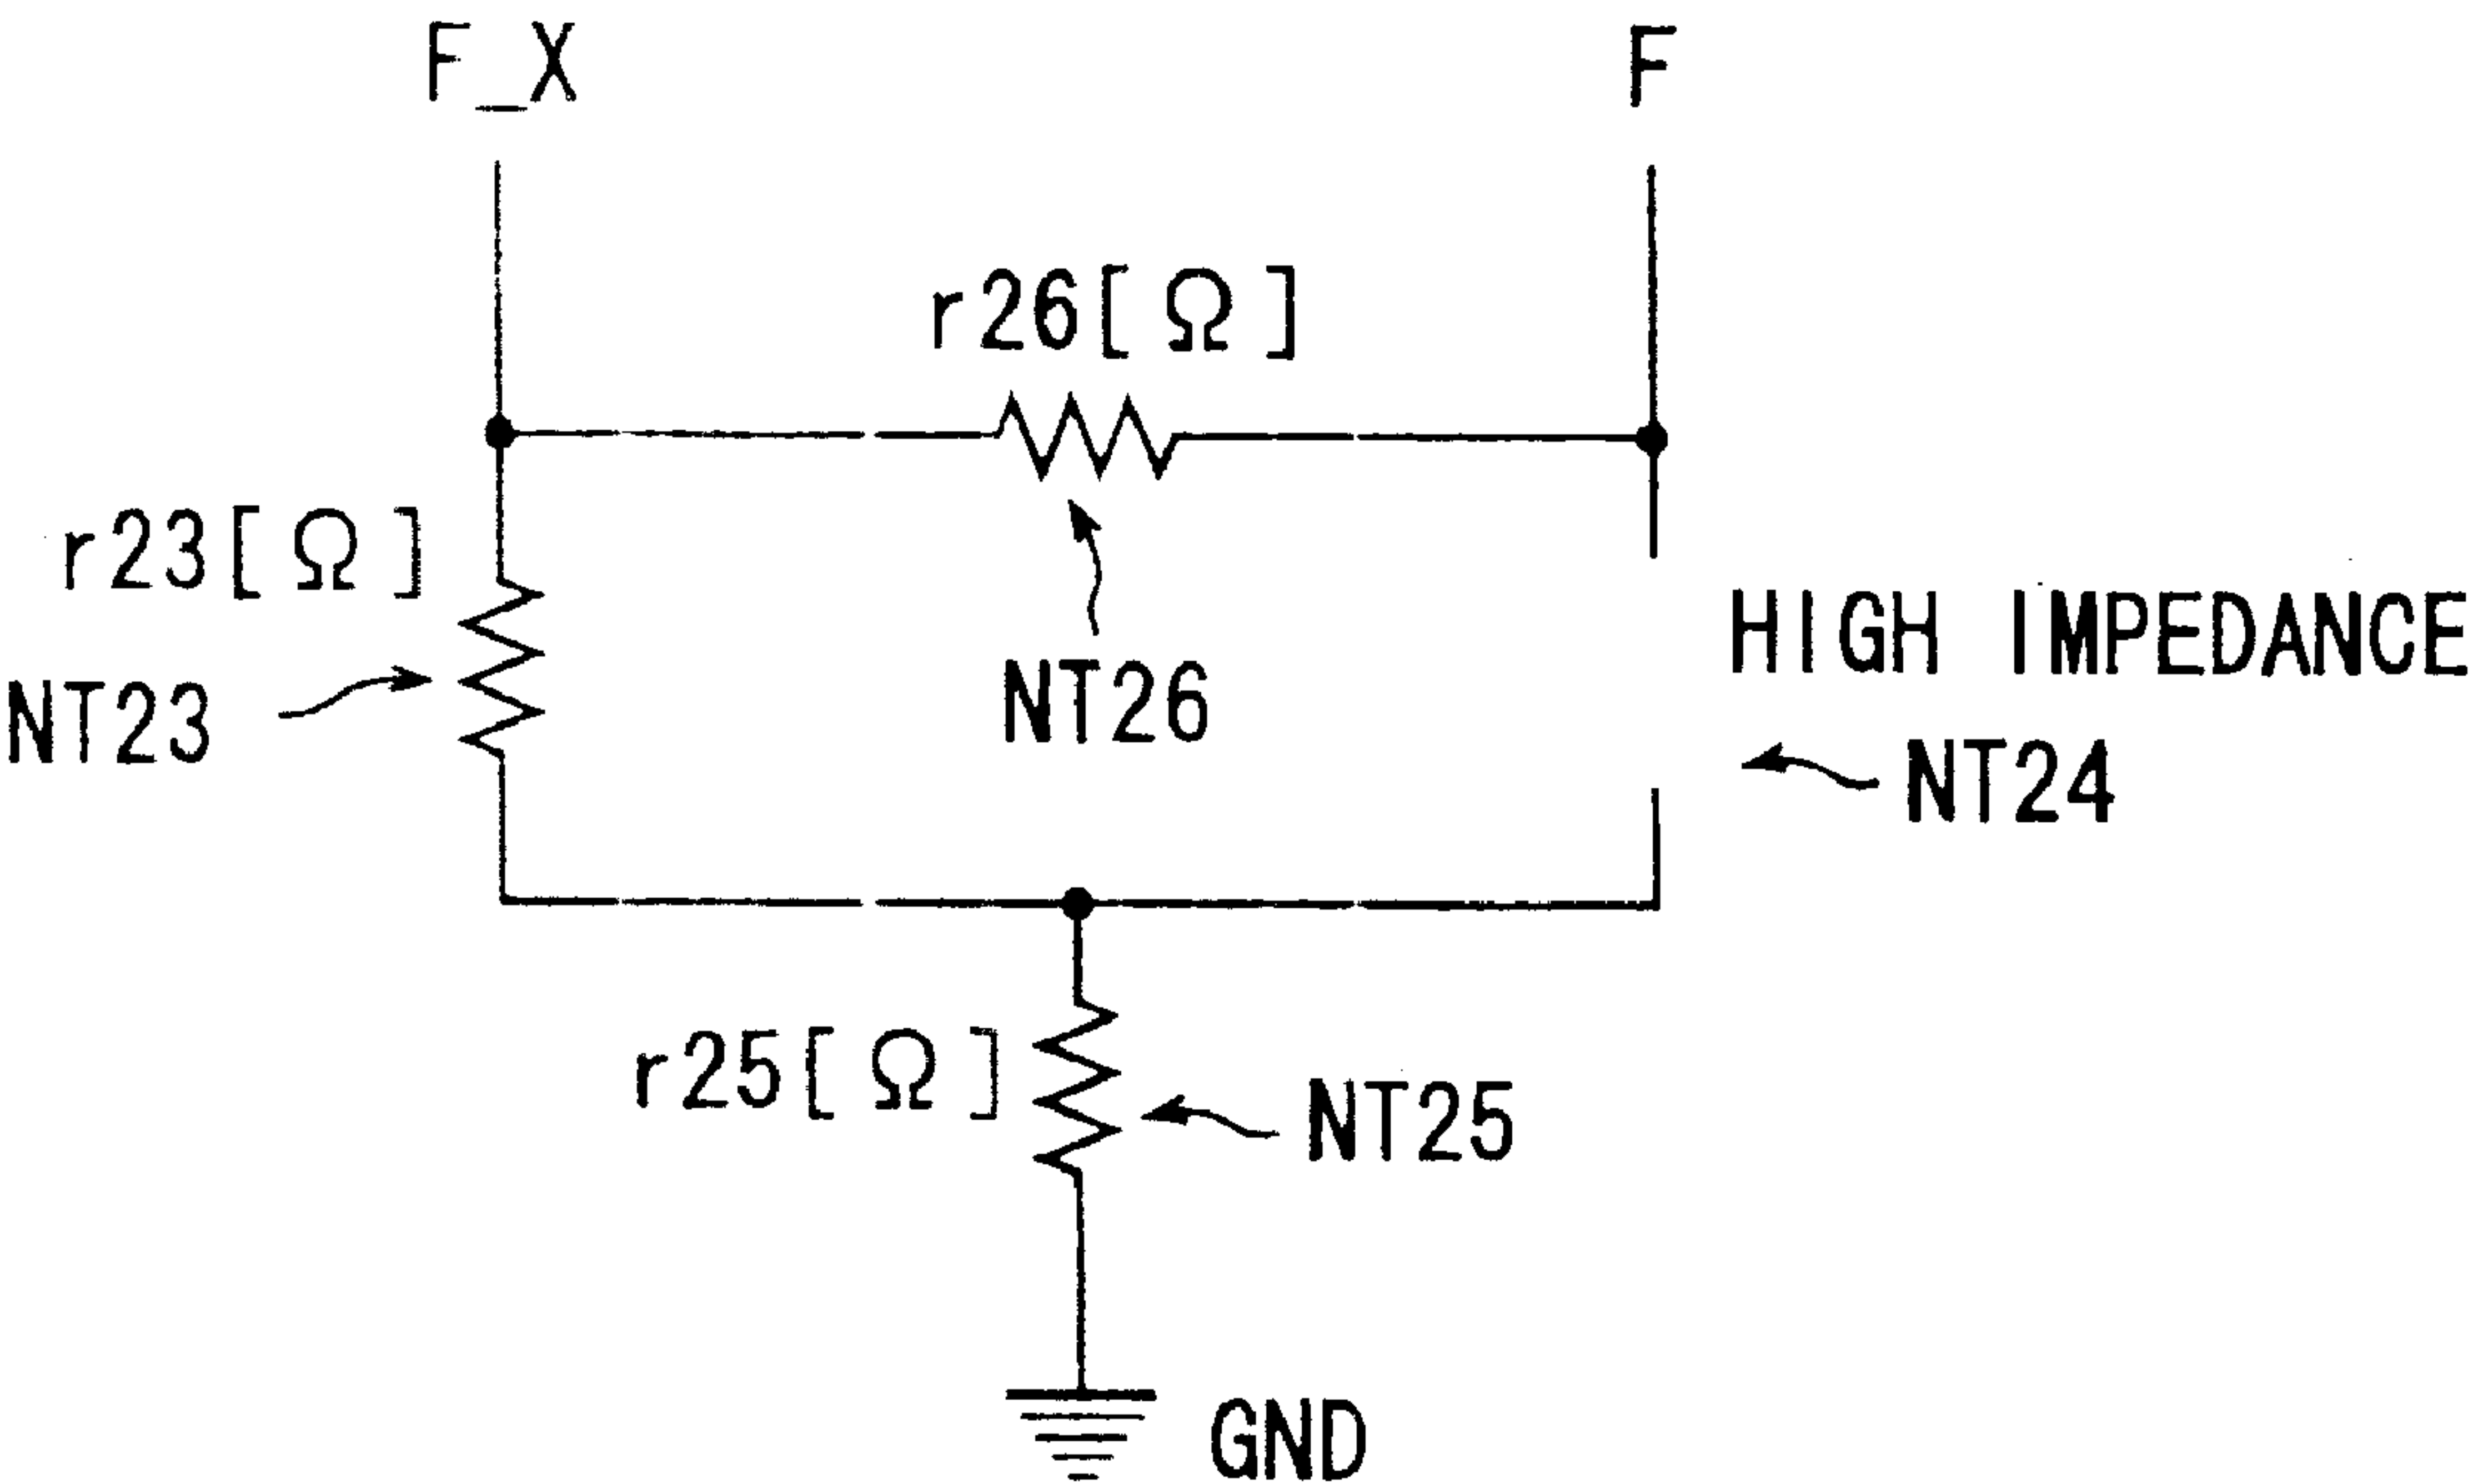 F_X
F
r26[Ω]
r23[Ω]
HIGH IMPEDANCE
NT26
NT23
NT24
r25[Ω]
NT25
GND